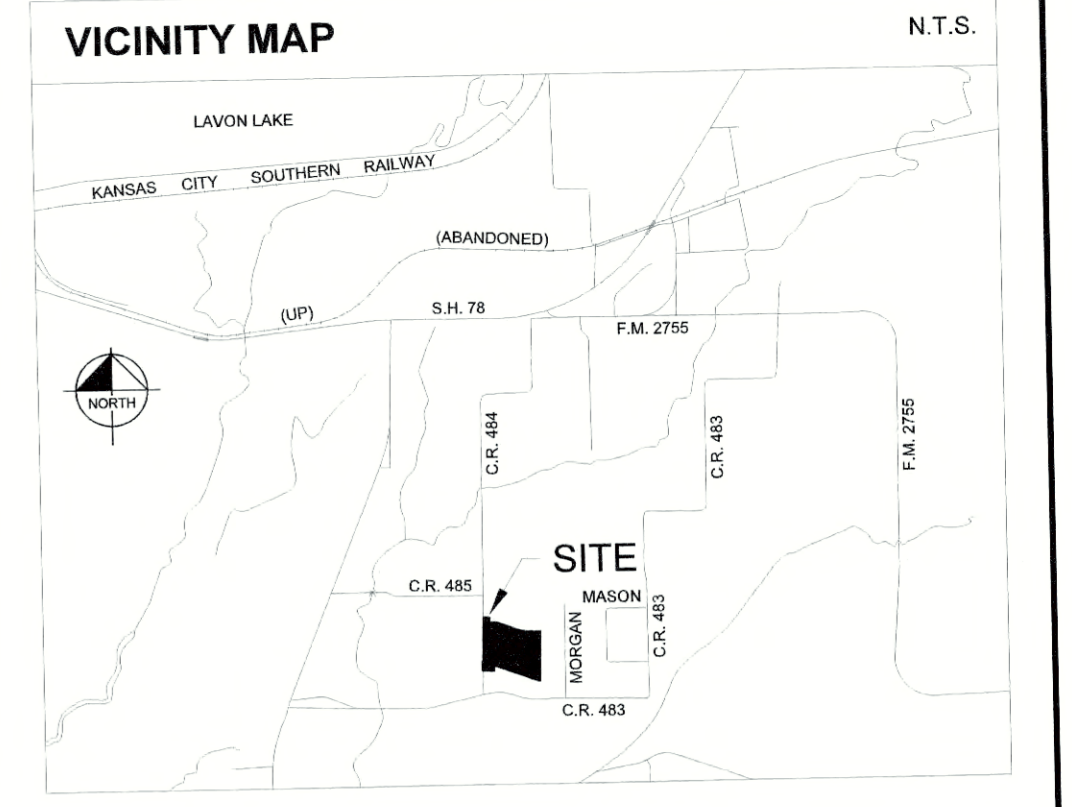 VICINITY MAP
N.T.S.
LAVON LAKE
KANSAS CITY SOUTHERN RAILWAY
(ABANDONED)
(UP)
S.H. 78
F.M. 2755
NORTH
C.R. 484
C.R. 483
F.M. 2755
SITE
C.R. 485
MASON
MORGAN
C.R. 483
C.R. 483